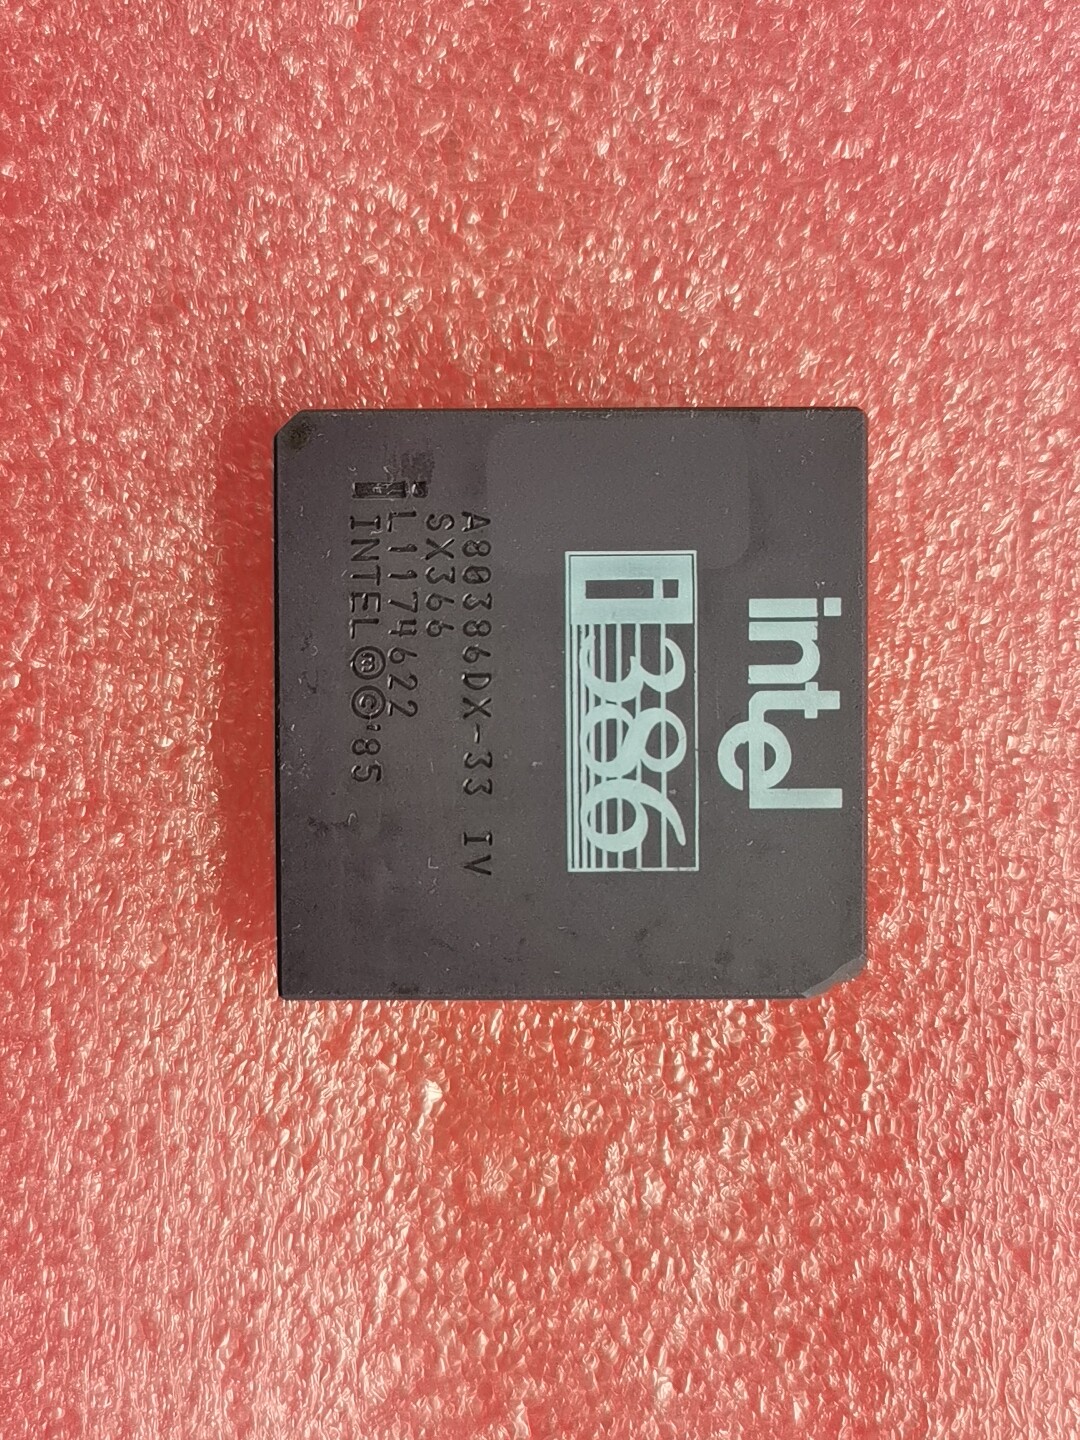 intel
i386
A80386DX-33 IV
SX366
L1174622
INTEL Ⓜ Ⓒ '85